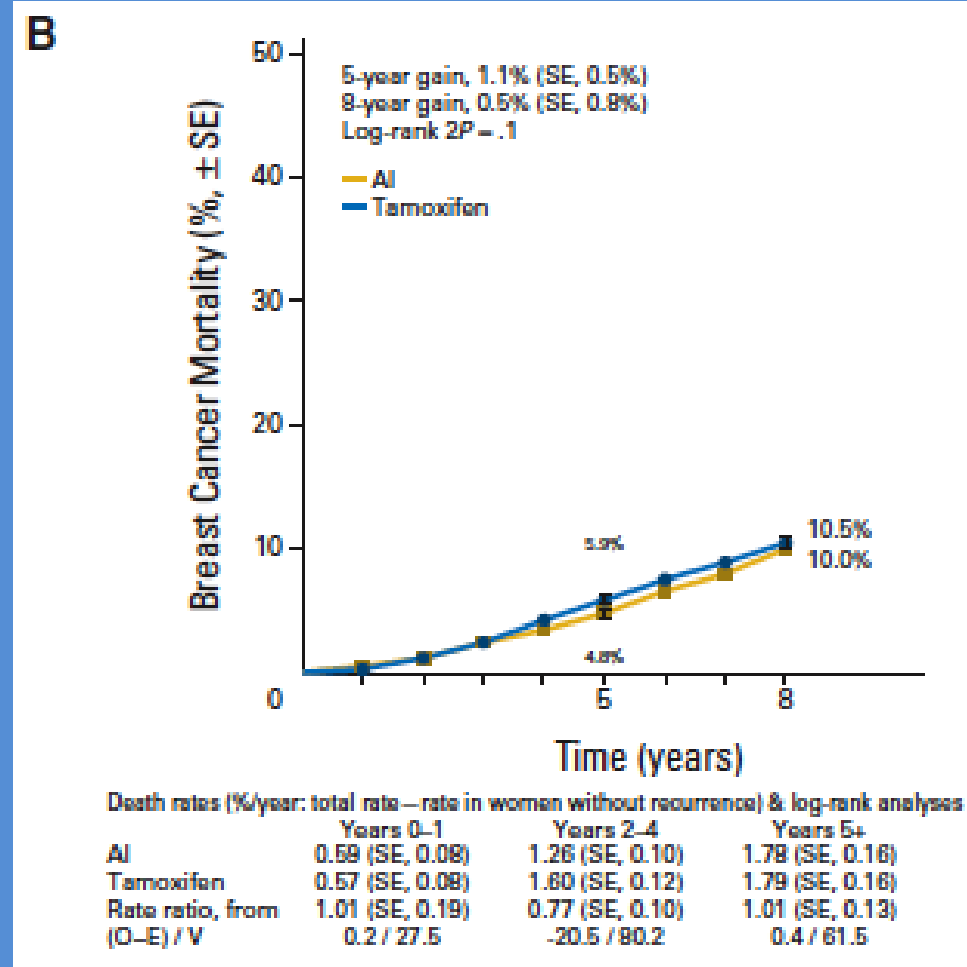 B
50
5-year gain, 1.1% (SE, 0.5%)
8-year gain, 0.5% (SE, 0.8%)
Log-rank 2P = .1
40
AI
Tamoxifen
Breast Cancer Mortality (%, ± SE)
30
20
10
5.9%
10.5%
10.0%
4.8%
0
5
8
Time (years)
Death rates (%/year: total rate—rate in women without recurrence) & log-rank analyses
Years 0–1 Years 2–4 Years 5+
AI 0.59 (SE, 0.08) 1.26 (SE, 0.10) 1.78 (SE, 0.16)
Tamoxifen 0.57 (SE, 0.08) 1.60 (SE, 0.12) 1.79 (SE, 0.16)
Rate ratio, from 1.01 (SE, 0.19) 0.77 (SE, 0.10) 1.01 (SE, 0.13)
(O–E) / V 0.2 / 27.5 -20.5 / 80.2 0.4 / 61.5